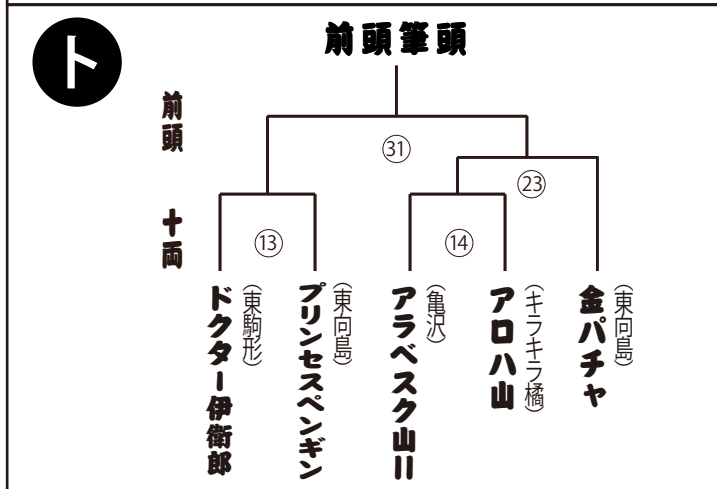 ト
前頭筆頭
前頭
十両
㉛
㉓
⑬
⑭
ドクター伊衛郎
(東駒形)
プリンセスペンギン
(東向島)
アラベスク山II
(亀沢)
アロハ山
(キラキラ橘)
金パチャ
(東向島)